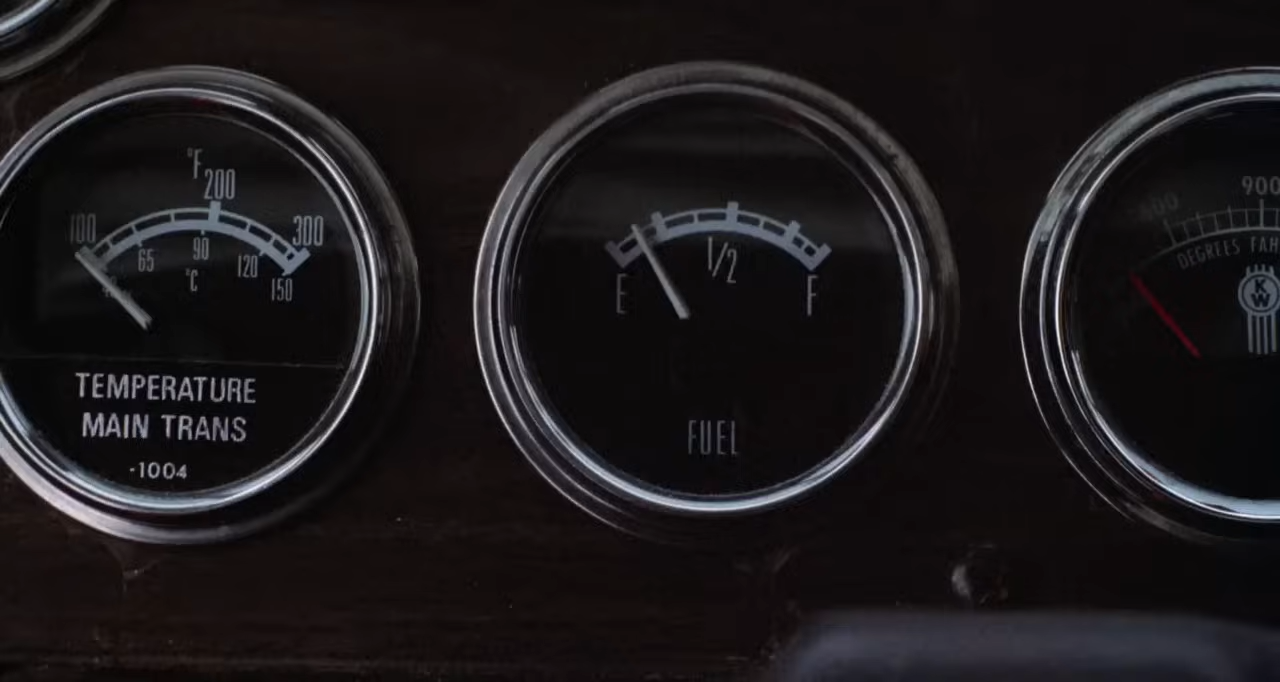 °F
200
100
300
65
90
120
°C
150
TEMPERATURE
MAIN TRANS
-1004
E
1/2
F
FUEL
900
DEGREES FAH
KW